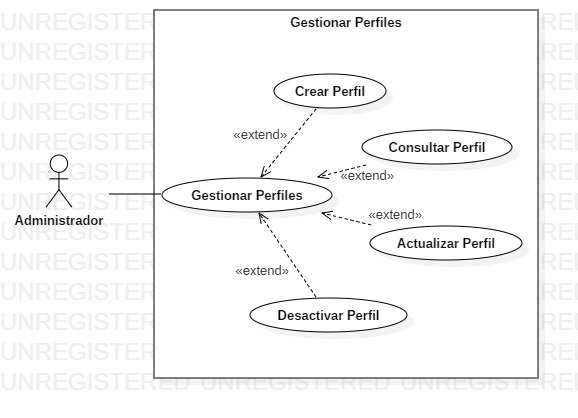 Gestionar Perfiles
Crear Perfil
«extend»
Consultar Perfil
«extend»
Administrador
Gestionar Perfiles
«extend»
Actualizar Perfil
«extend»
Desactivar Perfil
UNREGISTERED UNREGISTERED UNREGISTERED